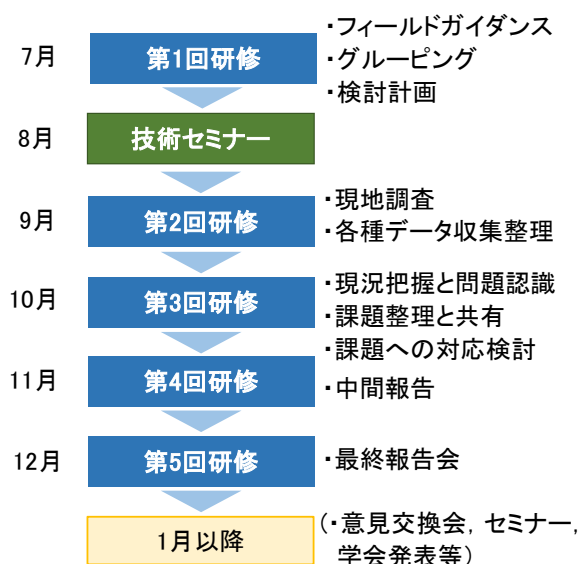 7月
第1回研修
・フィールドガイダンス
・グルーピング
・検討計画
8月
技術セミナー
9月
第2回研修
・現地調査
・各種データ収集整理
10月
第3回研修
・現況把握と問題認識
・課題整理と共有
・課題への対応検討
11月
第4回研修
・中間報告
12月
第5回研修
・最終報告会
1月以降
(・意見交換会，セミナー，
学会発表等)